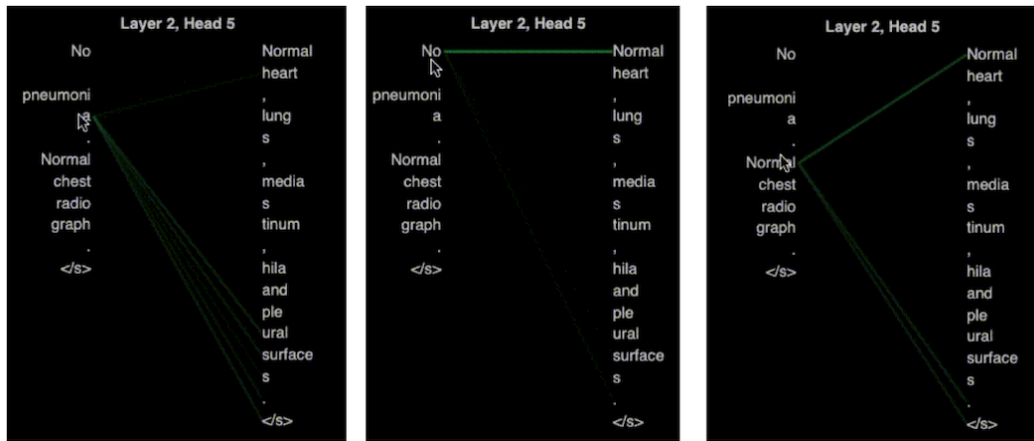 Layer 2, Head 5
No
pneumoni
a
.
Normal
chest
radio
graph
.
</s>
Normal
heart
,
lung
s
,
media
s
tinum
,
hila
and
ple
ural
surface
s
.
</s>
Layer 2, Head 5
No
pneumoni
a
.
Normal
chest
radio
graph
.
</s>
Normal
heart
,
lung
s
,
media
s
tinum
,
hila
and
ple
ural
surface
s
.
</s>
Layer 2, Head 5
No
pneumoni
a
.
Normal
chest
radio
graph
.
</s>
Normal
heart
,
lung
s
,
media
s
tinum
,
hila
and
ple
ural
surface
s
.
</s>